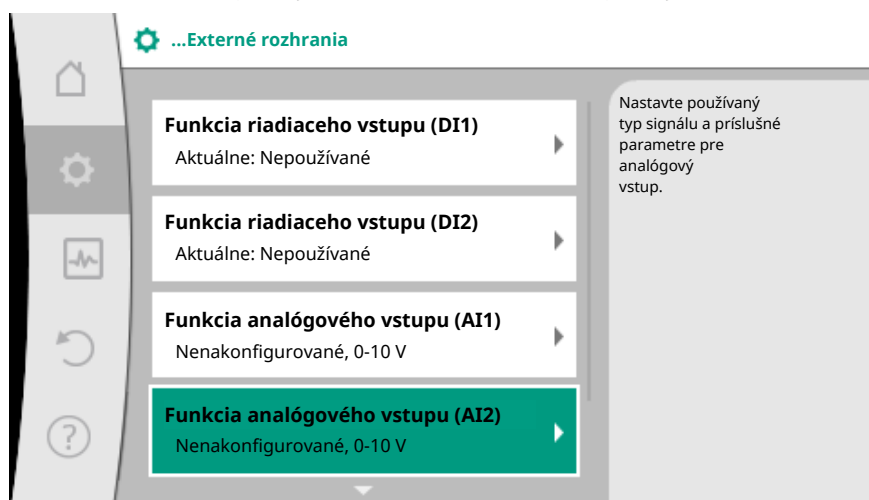 ...Externé rozhrania
Funkcia riadiaceho vstupu (DI1)
Aktuálne: Nepoužívané
Funkcia riadiaceho vstupu (DI2)
Aktuálne: Nepoužívané
Funkcia analógového vstupu (AI1)
Nenakonfigurované, 0-10 V
Funkcia analógového vstupu (AI2)
Nenakonfigurované, 0-10 V
Nastavte používaný
typ signálu a príslušné
parametre pre
analógový
vstup.
?